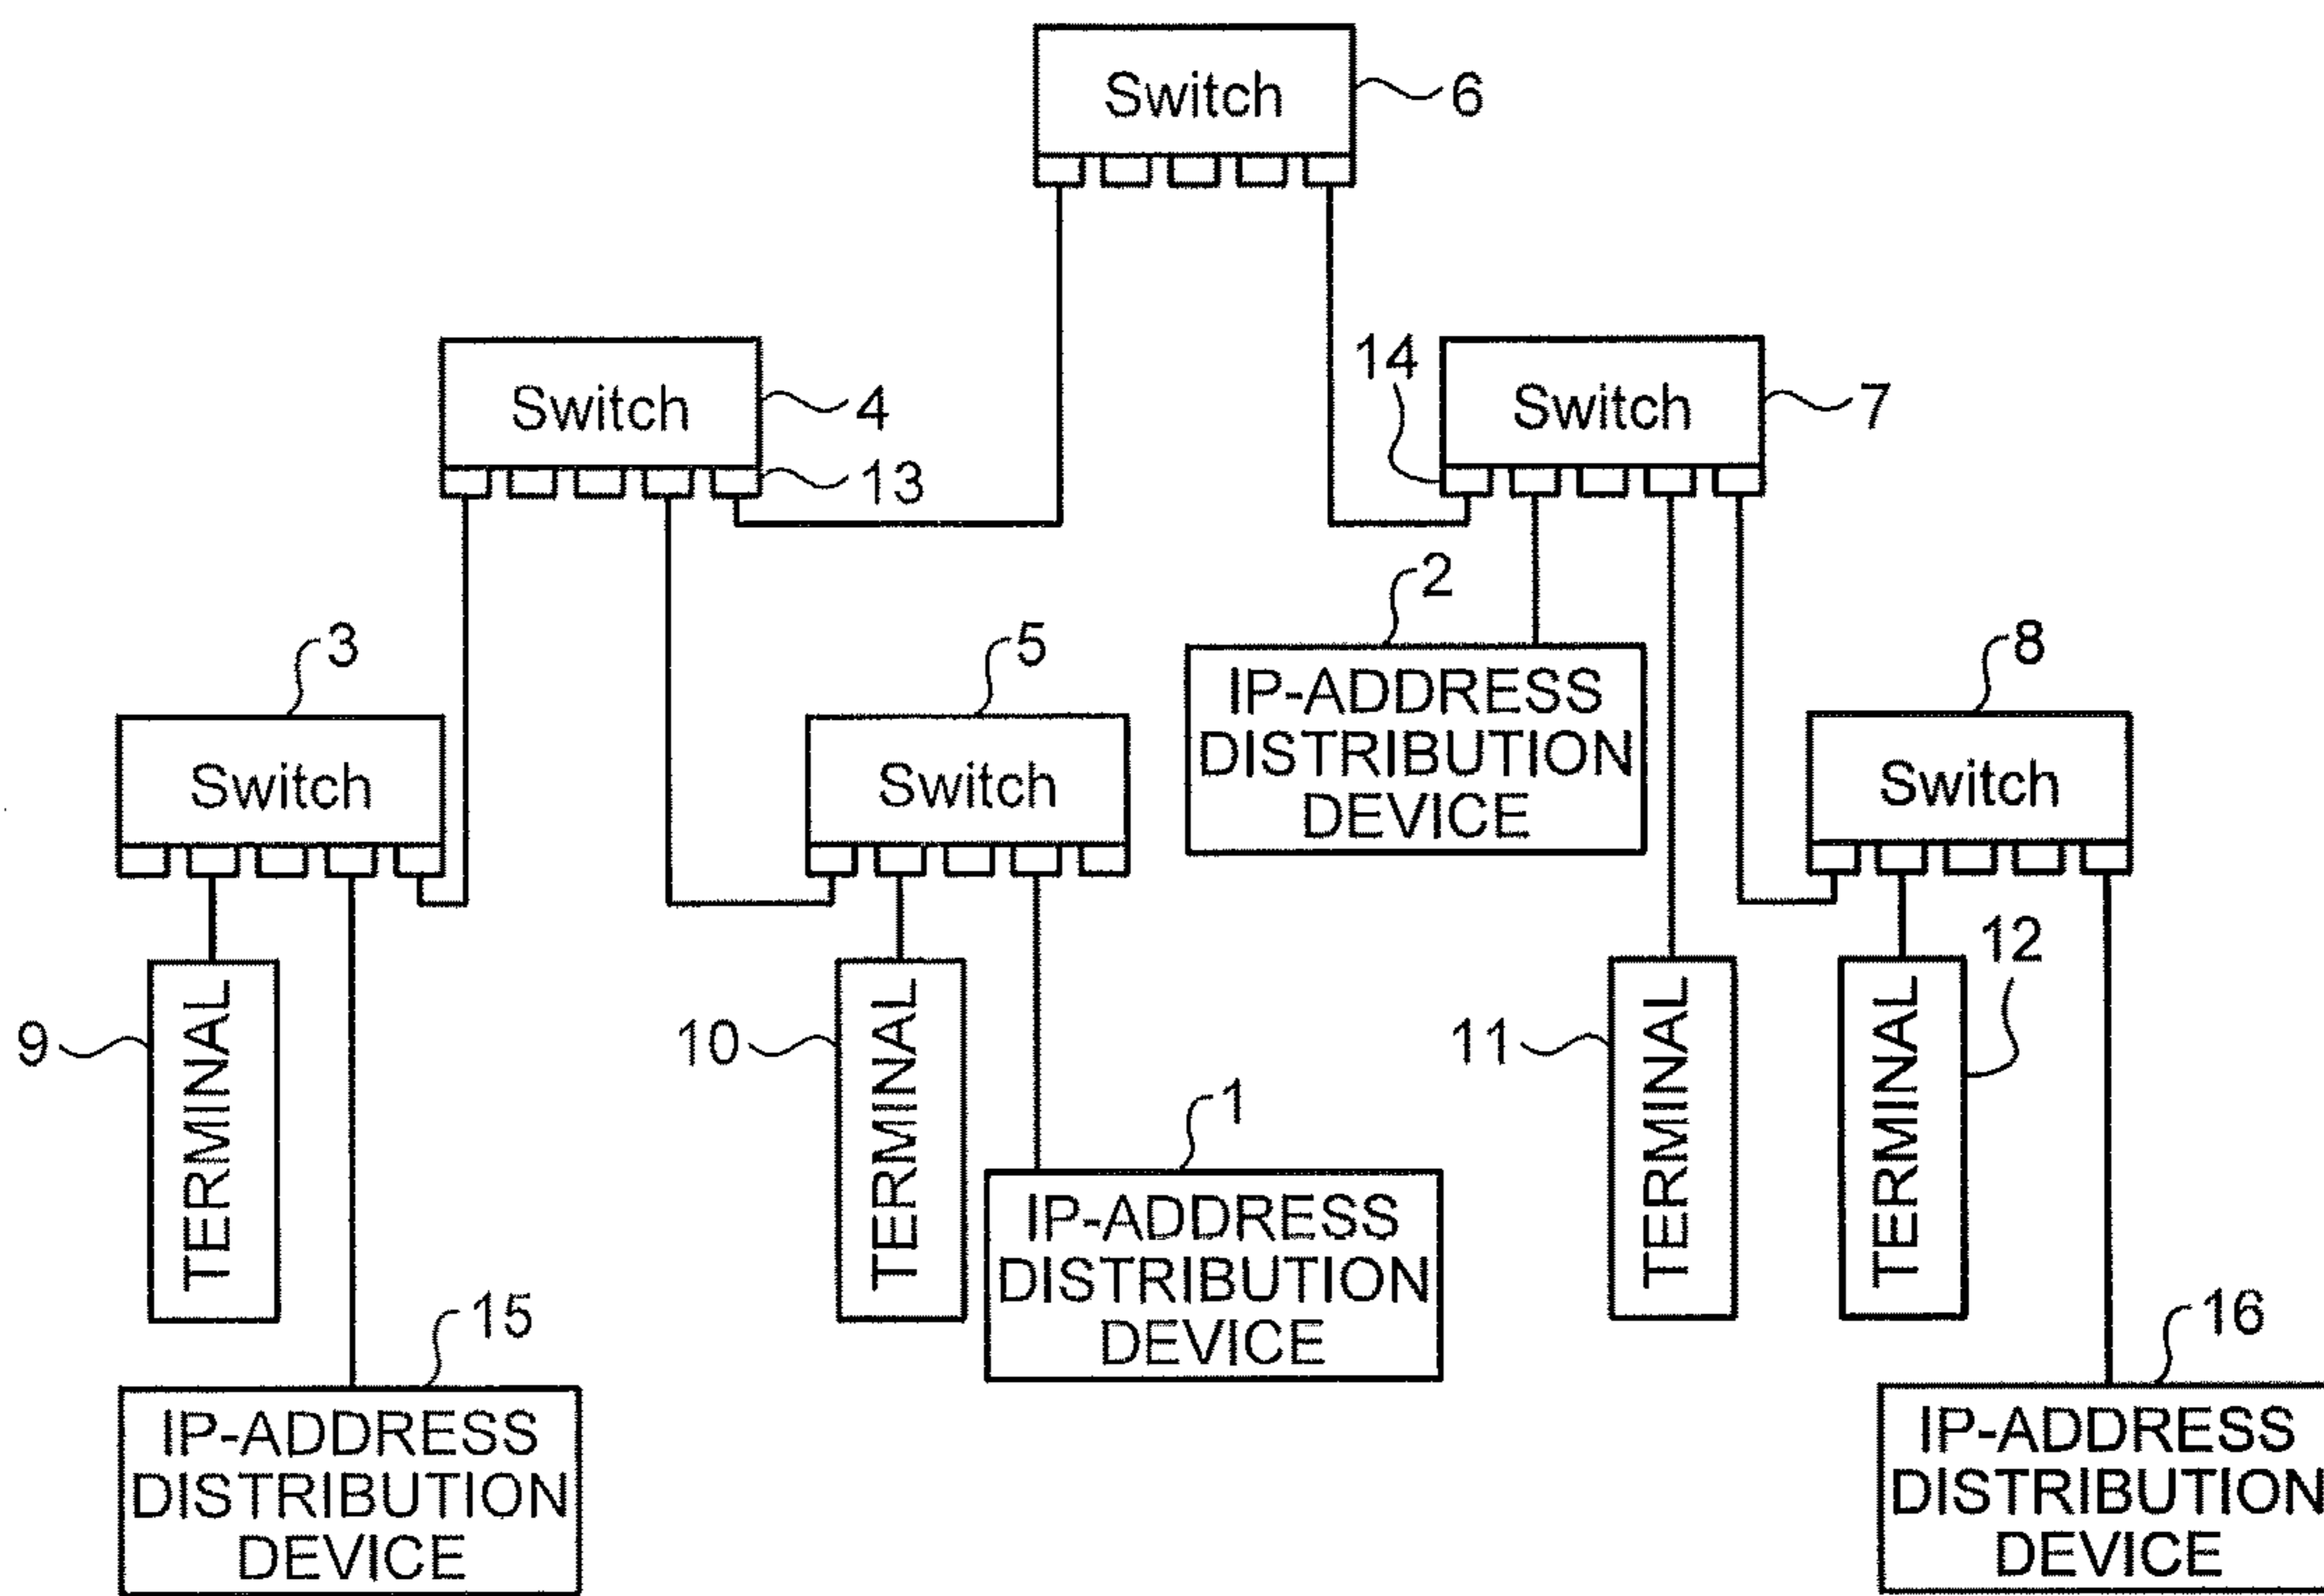 Switch
6
Switch
4
13
14
Switch
7
2
IP-ADDRESS
DISTRIBUTION
DEVICE
3
Switch
5
Switch
8
Switch
9
TERMINAL
10
TERMINAL
11
TERMINAL
12
TERMINAL
1
IP-ADDRESS
DISTRIBUTION
DEVICE
15
IP-ADDRESS
DISTRIBUTION
DEVICE
16
IP-ADDRESS
DISTRIBUTION
DEVICE